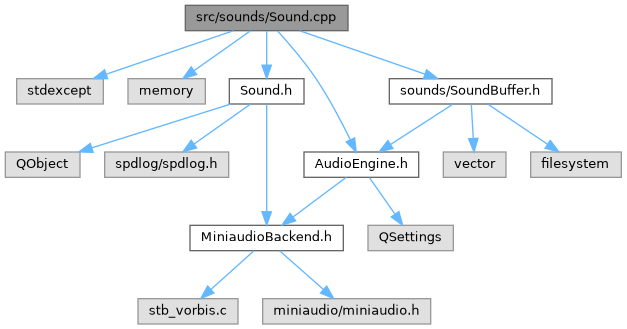 src/sounds/Sound.cpp
stdexcept
memory
Sound.h
sounds/SoundBuffer.h
QObject
spdlog/spdlog.h
AudioEngine.h
vector
filesystem
MiniaudioBackend.h
QSettings
stb_vorbis.c
miniaudio/miniaudio.h